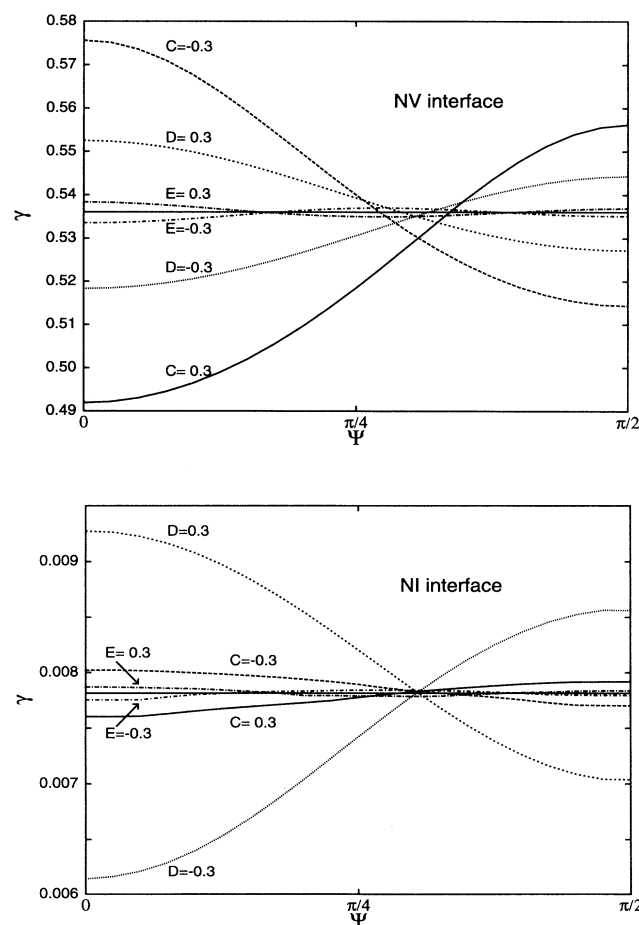 0.58
C=-0.3
0.57
NV interface
0.56
D= 0.3
0.55
0.54
E= 0.3
γ
0.53
E=-0.3
D=-0.3
0.52
0.51
0.50
C= 0.3
0.49
0
π/4
π/2
Ψ
D=0.3
0.009
NI interface
E= 0.3
C=-0.3
0.008
γ
E=-0.3
C= 0.3
0.007
D=-0.3
0.006
0
π/4
π/2
Ψ